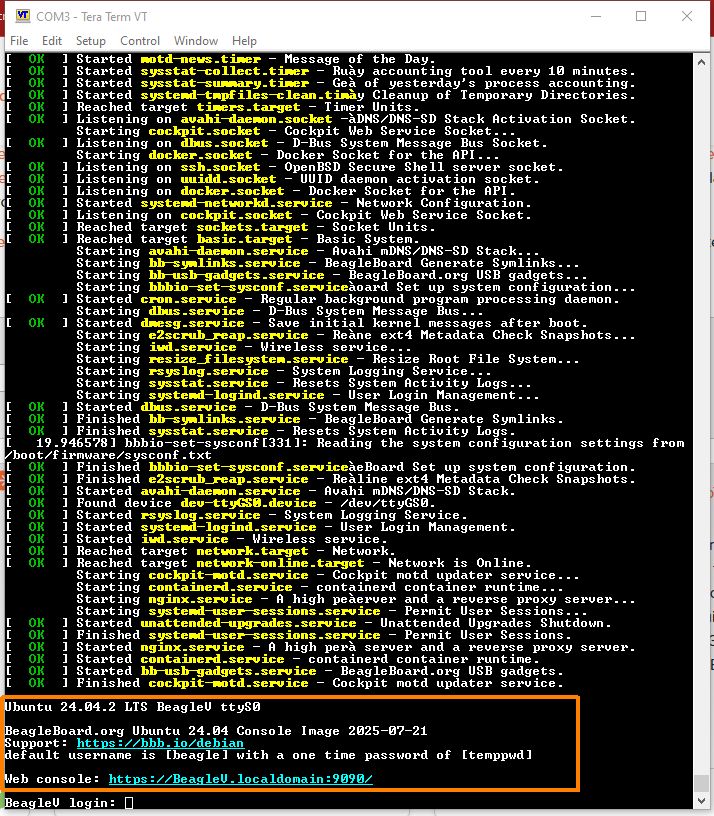 COM3 - Tera Term VT
File Edit Setup Control Window Help
[  OK  ] Started motd-news.timer - Message of the Day.
[  OK  ] Started sysstat-collect.timer - Ruày accounting tool every 10 minutes.
[  OK  ] Started sysstat-summary.timer - Geà of yesterday's process accounting.
[  OK  ] Started systemd-tmpfiles-clean.timày Cleanup of Temporary Directories.
[  OK  ] Reached target timers.target - Timer Units.
[  OK  ] Listening on avahi-daemon.socket -àDNS/DNS-SD Stack Activation Socket.
Starting cockpit.socket - Cockpit Web Service Socket...
[  OK  ] Listening on dbus.socket - D-Bus System Message Bus Socket.
Starting docker.socket - Docker Socket for the API...
[  OK  ] Listening on ssh.socket - OpenBSD Secure Shell server socket.
[  OK  ] Listening on uuidd.socket - UUID daemon activation socket.
[  OK  ] Listening on docker.socket - Docker Socket for the API.
[  OK  ] Started systemd-networkd.service - Network Configuration.
[  OK  ] Listening on cockpit.socket - Cockpit Web Service Socket.
[  OK  ] Reached target sockets.target - Socket Units.
[  OK  ] Reached target basic.target - Basic System.
Starting avahi-daemon.service - Avahi mDNS/DNS-SD Stack...
Starting bb-symlinks.service - BeagleBoard Generate Symlinks...
Starting bb-usb-gadgets.service - BeagleBoard.org USB gadgets...
Starting bbbio-set-sysconf.serviceàoard Set up system configuration...
[  OK  ] Started cron.service - Regular background program processing daemon.
Starting dbus.service - D-Bus System Message Bus...
[  OK  ] Started dmesg.service - Save initial kernel messages after boot.
Starting e2scrub_reap.service - Reàne ext4 Metadata Check Snapshots...
Starting iwd.service - Wireless service...
Starting resize_filesystem.service - Resize Root File System...
Starting rsyslog.service - System Logging Service...
Starting sysstat.service - Resets System Activity Logs...
Starting systemd-logind.service - User Login Management...
[  OK  ] Started dbus.service - D-Bus System Message Bus.
[  OK  ] Finished bb-symlinks.service - BeagleBoard Generate Symlinks.
[  OK  ] Finished sysstat.service - Resets System Activity Logs.
[   19.946578] bbbio-set-sysconf[331]: Reading the system configuration settings from
/boot/firmware/sysconf.txt
[  OK  ] Finished bbbio-set-sysconf.serviceàeBoard Set up system configuration.
[  OK  ] Finished e2scrub_reap.service - Reàline ext4 Metadata Check Snapshots.
[  OK  ] Started avahi-daemon.service - Avahi mDNS/DNS-SD Stack.
[  OK  ] Found device dev-ttyGS0.device - /dev/ttyGS0.
[  OK  ] Started rsyslog.service - System Logging Service.
[  OK  ] Started systemd-logind.service - User Login Management.
[  OK  ] Started iwd.service - Wireless service.
[  OK  ] Reached target network.target - Network.
[  OK  ] Reached target network-online.target - Network is Online.
Starting cockpit-motd.service - Cockpit motd updater service...
Starting containerd.service - containerd container runtime...
Starting nginx.service - A high peàerver and a reverse proxy server...
Starting systemd-user-sessions.service - Permit User Sessions...
[  OK  ] Started unattended-upgrades.service - Unattended Upgrades Shutdown.
[  OK  ] Finished systemd-user-sessions.service - Permit User Sessions.
[  OK  ] Started nginx.service - A high perà server and a reverse proxy server.
[  OK  ] Started containerd.service - containerd container runtime.
[  OK  ] Started bb-usb-gadgets.service - BeagleBoard.org USB gadgets.
[  OK  ] Finished cockpit-motd.service - Cockpit motd updater service.
Ubuntu 24.04.2 LTS BeagleV ttyS0
BeagleBoard.org Ubuntu 24.04 Console Image 2025-07-21
Support: https://bbb.io/debian
default username is [beagle] with a one time password of [temppwd]
Web console: https://BeagleV.localdomain:9090/
BeagleV login: